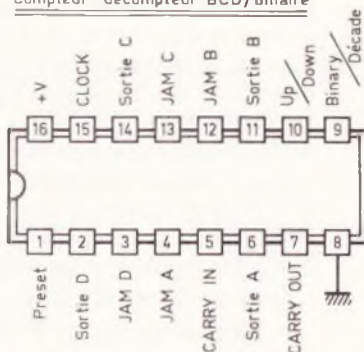 Compteur décompteur BCD/binaire
+V
CLOCK
Sortie C
JAM C
JAM B
Sortie B
Up/Down
Binary/Décade
16 15 14 13 12 11 10 9
1 2 3 4 5 6 7 8
Preset
Sortie D
JAM D
JAM A
CARRY IN
Sortie A
CARRY OUT